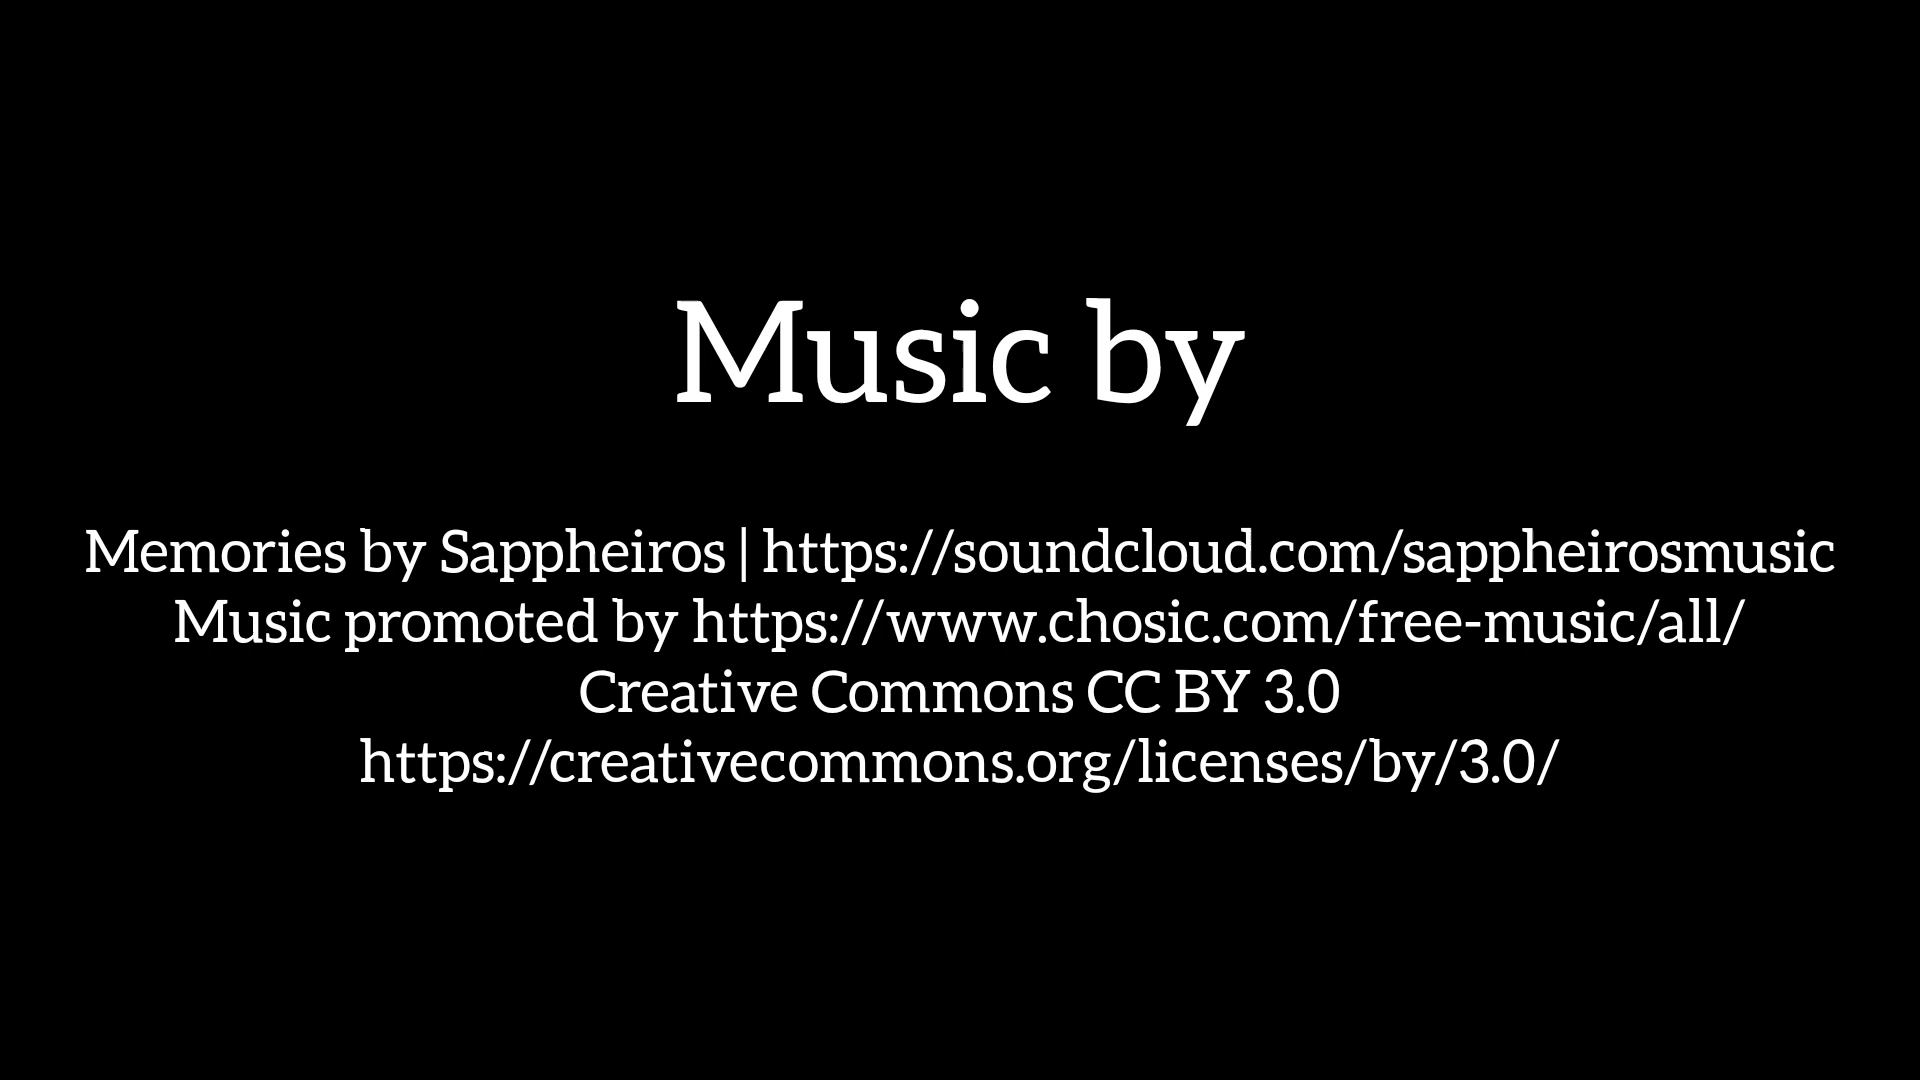 Music by
Memories by Sappheiros | https://soundcloud.com/sappheirosmusic
Music promoted by https://www.chosic.com/free-music/all/
Creative Commons CC BY 3.0
https://creativecommons.org/licenses/by/3.0/